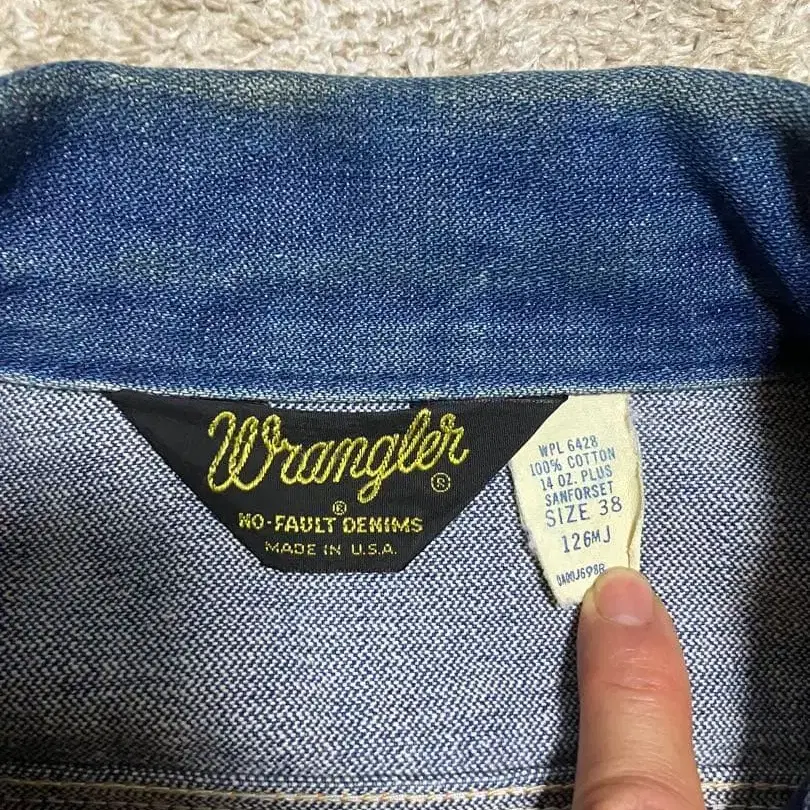 Wrangler
®
®
NO-FAULT DENIMS
MADE IN U.S.A.
WPL 6428
100% COTTON
14 OZ. PLUS
SANFORSET
SIZE 38
126MJ